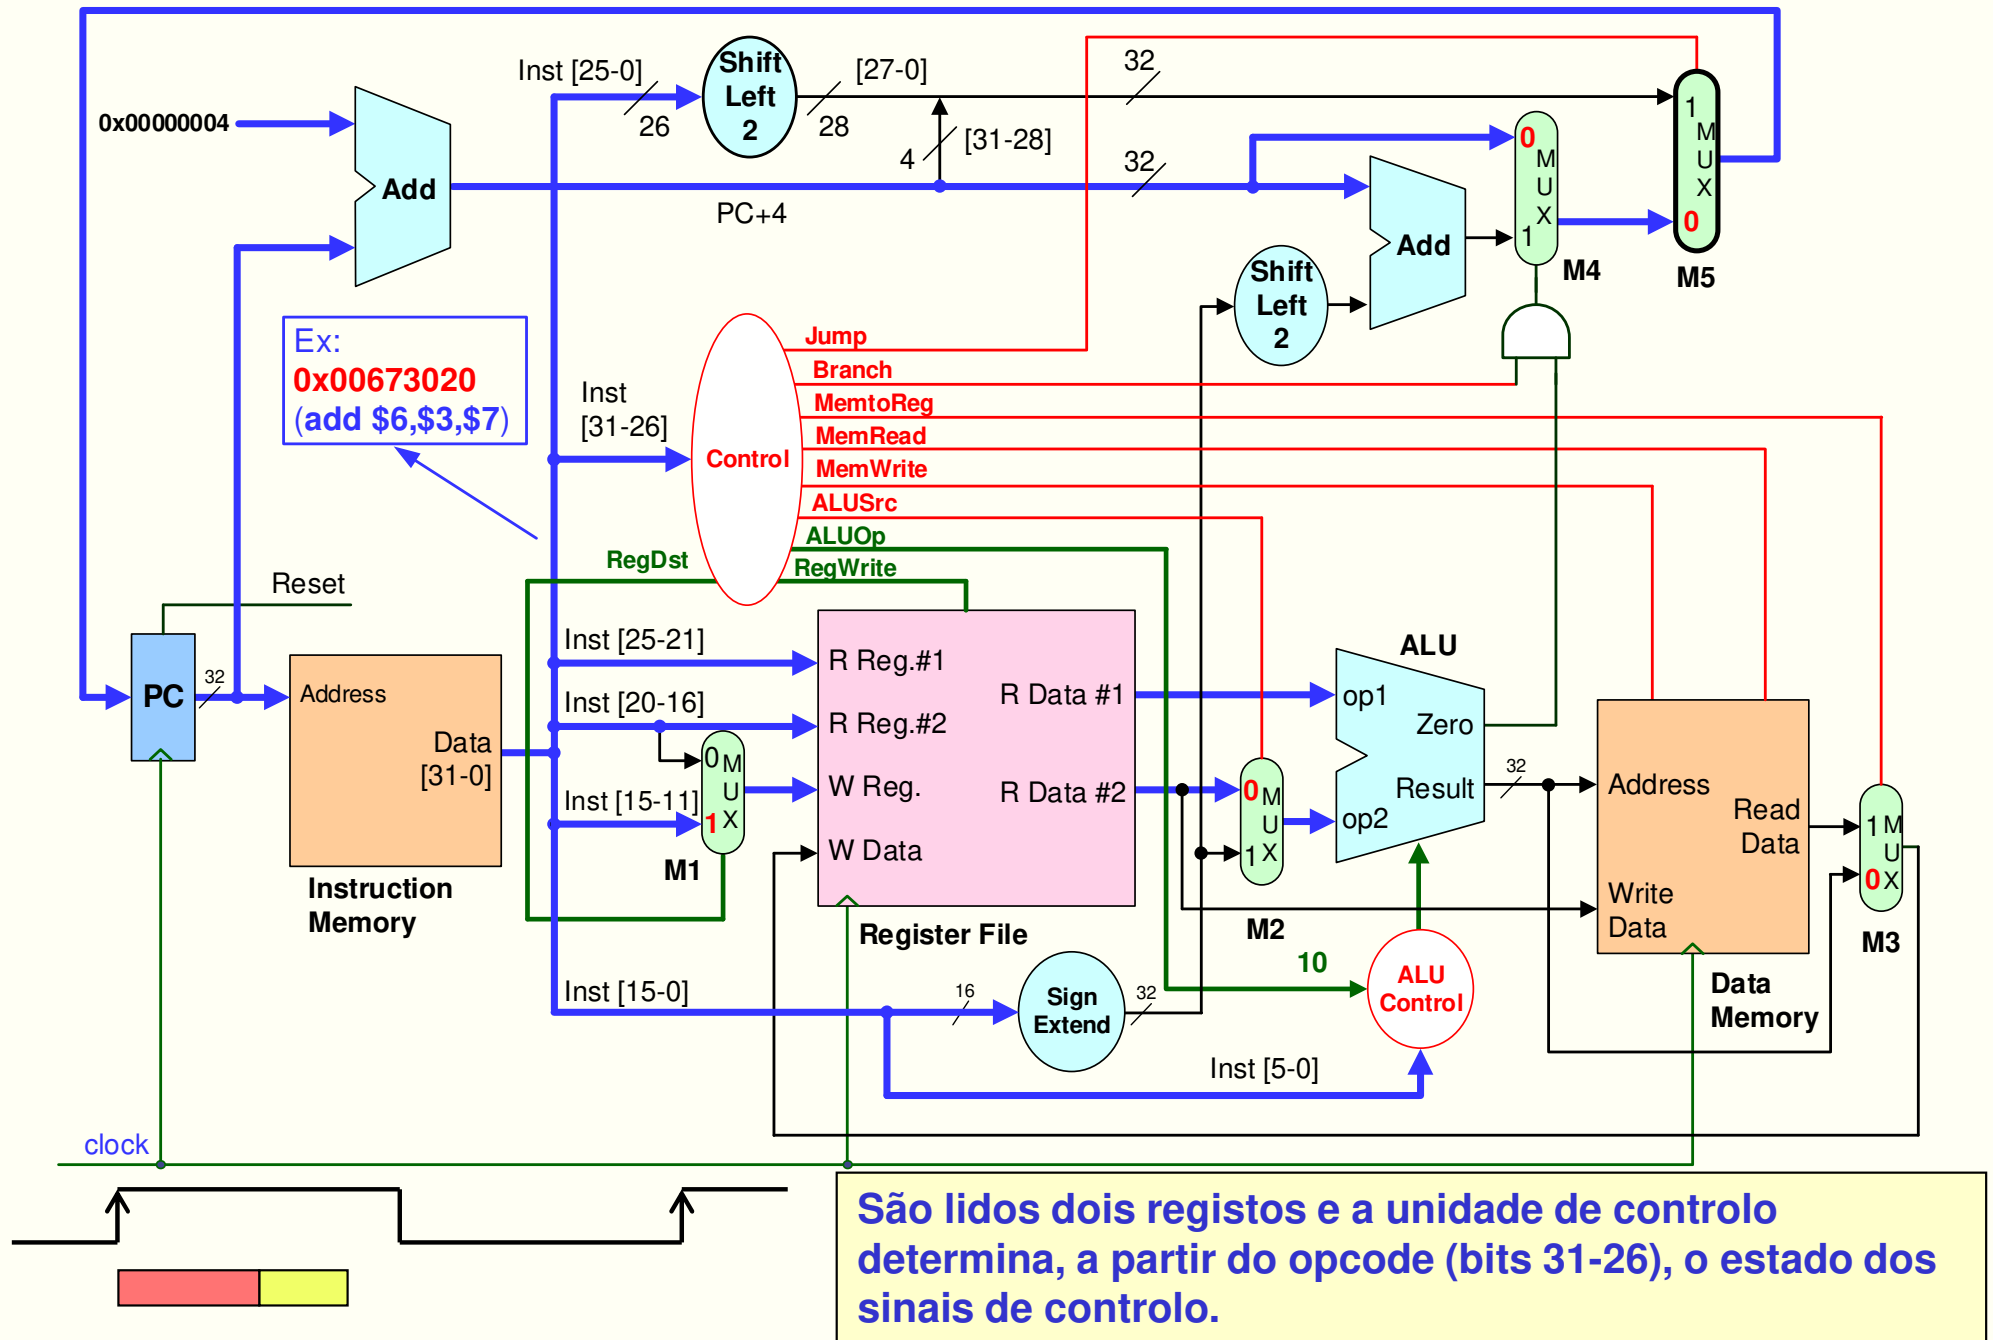 Inst [25-0]
26
Shift
Left
2
[27-0]
28
32
0x00000004
Add
4
[31-28]
PC+4
32
0
M
U
X
1
M4
1
M
U
X
0
M5
Add
Shift
Left
2
Ex:
0x00673020
(add $6,$3,$7)
Inst
[31-26]
Control
Jump
Branch
MemtoReg
MemRead
MemWrite
ALUSrc
ALUOp
RegDst
RegWrite
Reset
PC
32
Address
Data
[31-0]
Instruction
Memory
Inst [25-21]
Inst [20-16]
Inst [15-11]
0
M
U
X
1
M1
R Reg.#1
R Reg.#2
W Reg.
W Data
R Data #1
R Data #2
Register File
0
M
U
X
1
M2
ALU
op1
op2
Zero
Result
32
Address
Read
Data
Write
Data
Data
Memory
1
M
U
X
0
M3
Inst [15-0]
16
Sign
Extend
32
10
ALU
Control
Inst [5-0]
clock
São lidos dois registos e a unidade de controlo
determina, a partir do opcode (bits 31-26), o estado dos
sinais de controlo.